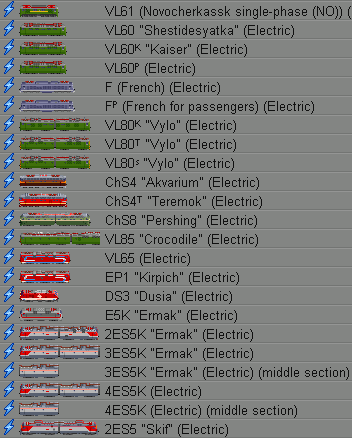 VL61 (Novocherkassk single-phase (NO)) (
VL60 "Shestidesyatka" (Electric)
VL60ᴷ "Kaiser" (Electric)
VL60ᴾ (Electric)
F (French) (Electric)
Fᴾ (French for passengers) (Electric)
VL80ᴷ "Vylo" (Electric)
VL80ᵀ "Vylo" (Electric)
VL80ˢ "Vylo" (Electric)
ChS4 "Akvarium" (Electric)
ChS4ᵀ "Teremok" (Electric)
ChS8 "Pershing" (Electric)
VL85 "Crocodile" (Electric)
VL65 (Electric)
EP1 "Kirpich" (Electric)
DS3 "Dusia" (Electric)
E5K "Ermak" (Electric)
2ES5K "Ermak" (Electric)
3ES5K "Ermak" (Electric)
3ES5K "Ermak" (Electric) (middle section)
4ES5K (Electric)
4ES5K (Electric) (middle section)
2ES5 "Skif" (Electric)